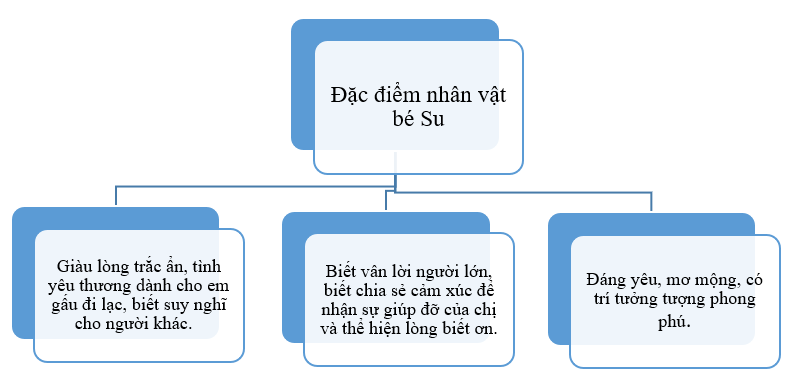 Đặc điểm nhân vật
bé Su
Giàu lòng trắc ẩn, tình
yêu thương dành cho em
gấu đi lạc, biết suy nghĩ
cho người khác.
Biết vân lời người lớn,
biết chia sẻ cảm xúc để
nhận sự giúp đỡ của chị
và thể hiện lòng biết ơn.
Đáng yêu, mơ mộng, có
trí tưởng tượng phong
phú.